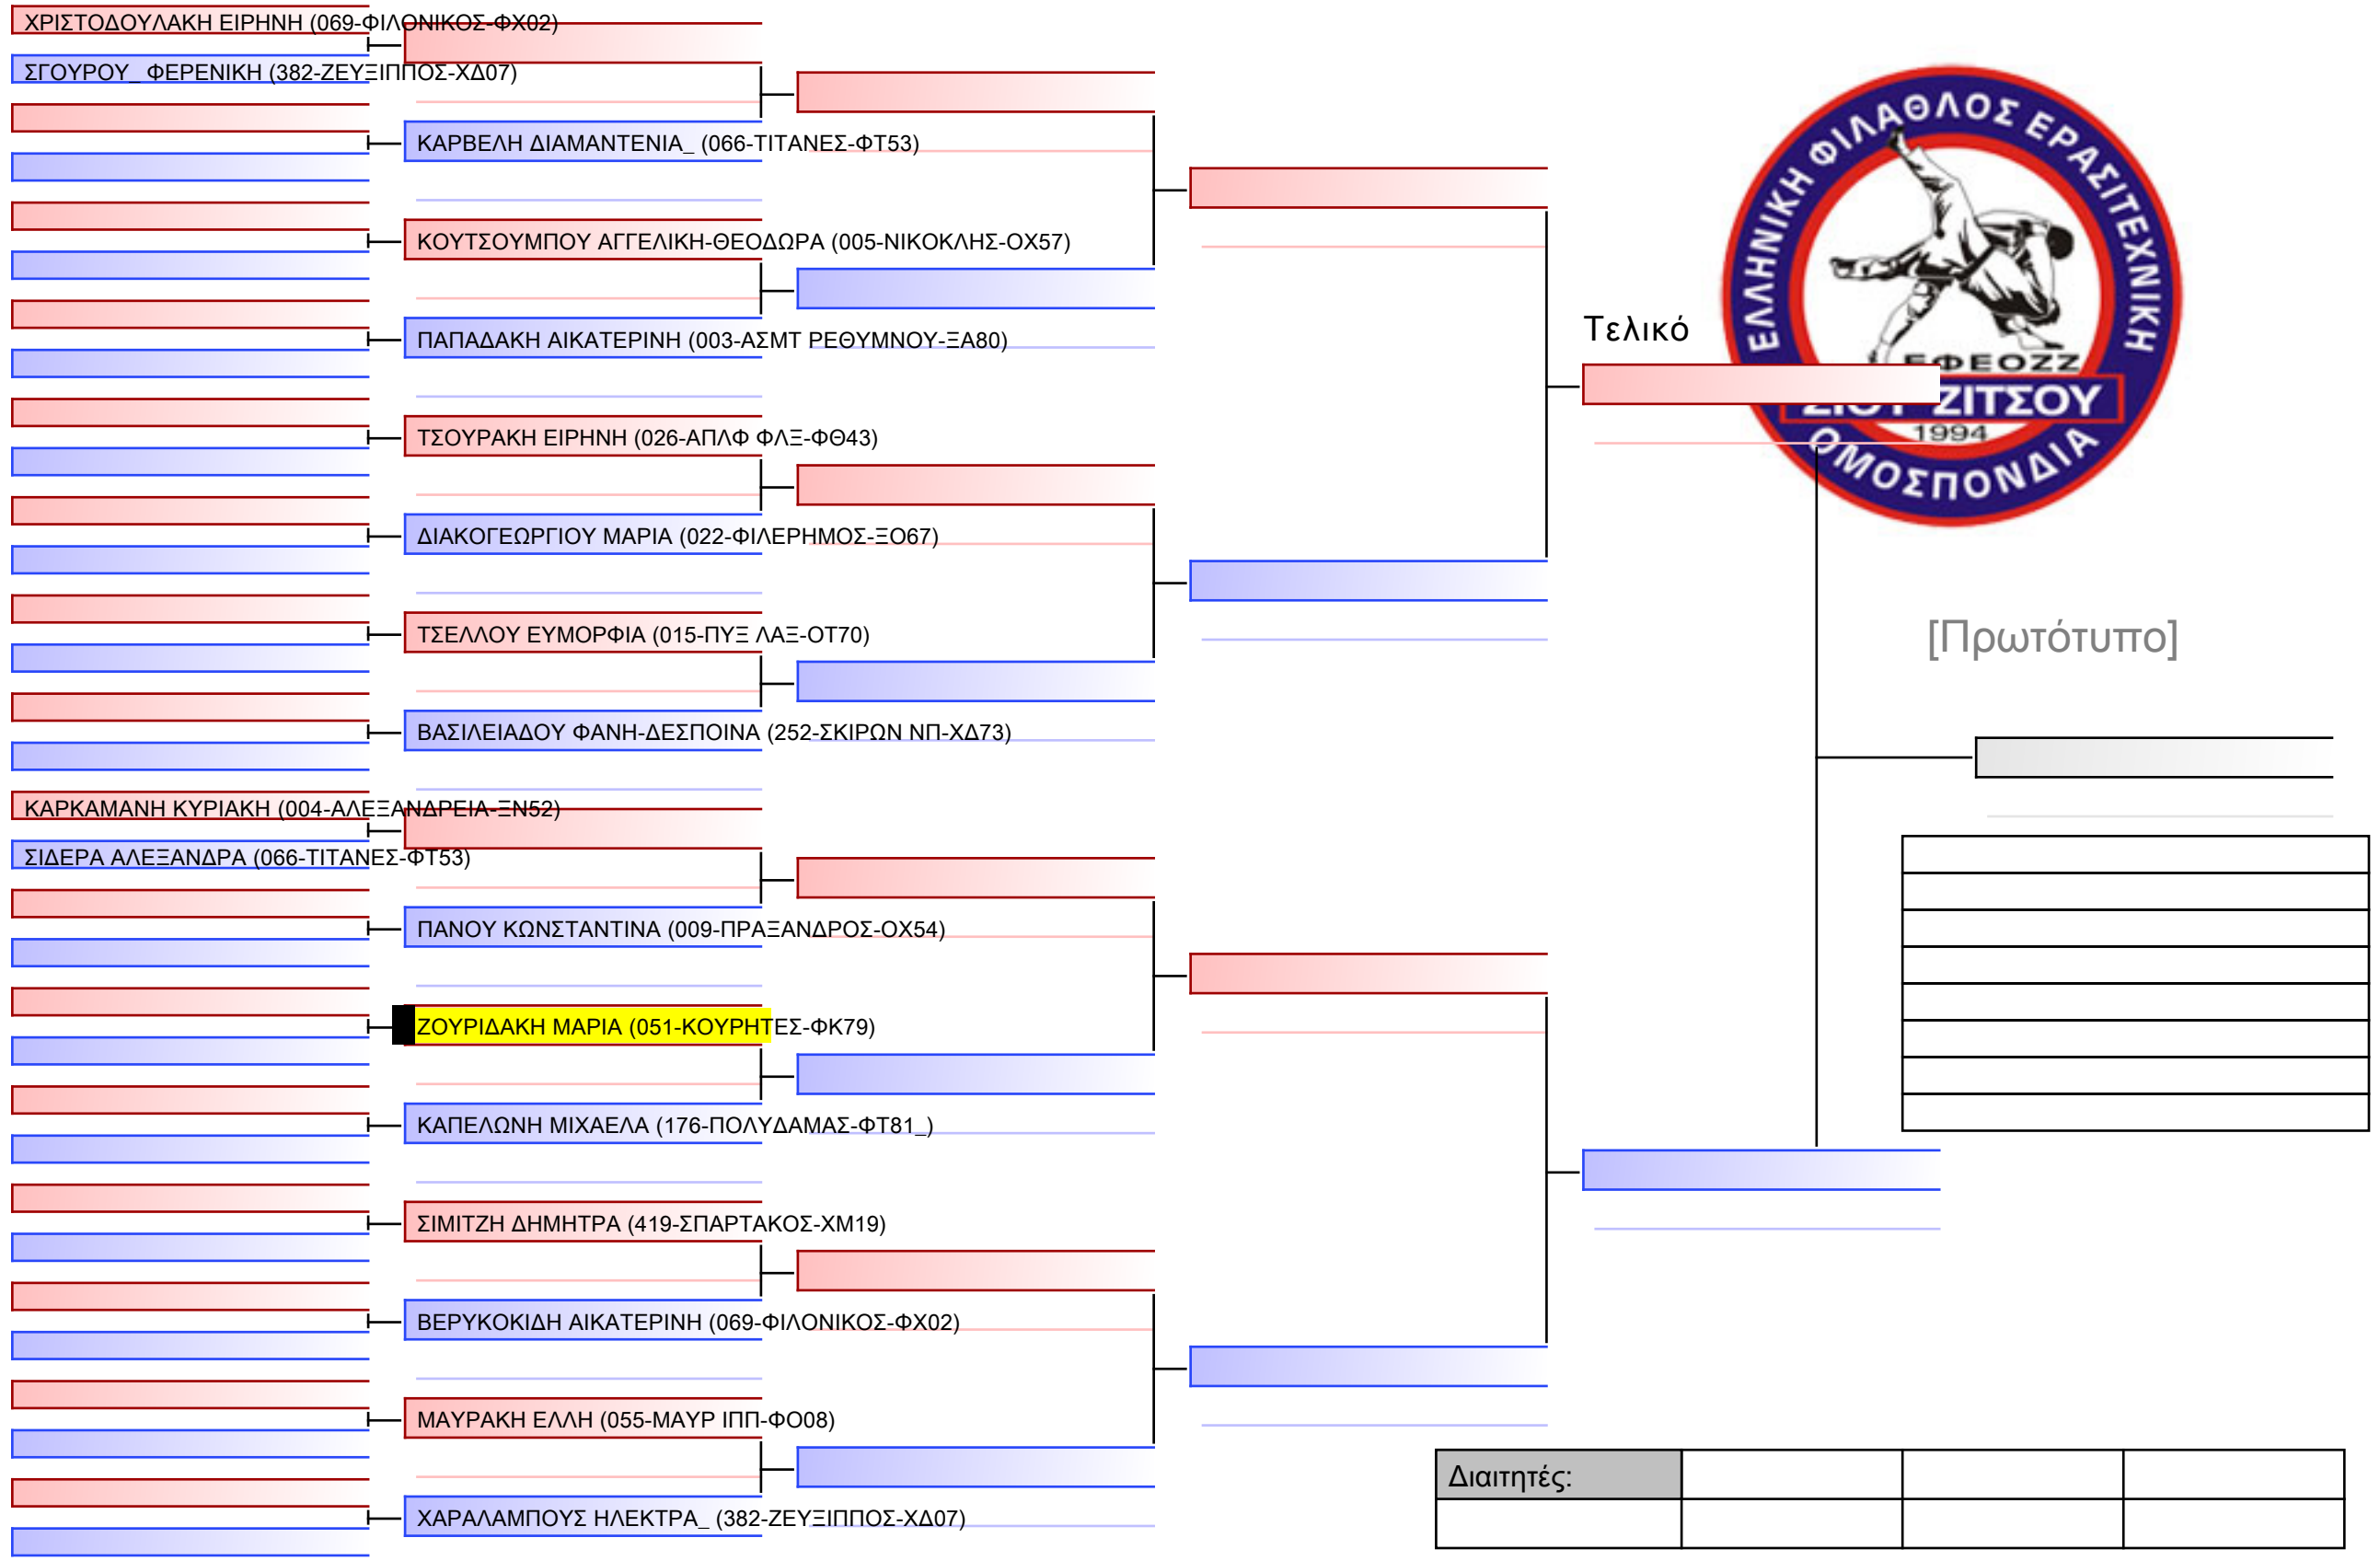 ΧΡΙΣΤΟΔΟΥΛΑΚΗ ΕΙΡΗΝΗ (069-ΦΙΛΟΝΙΚΟΣ-ΦΧ02)
ΣΓΟΥΡΟΥ_ ΦΕΡΕΝΙΚΗ (382-ΖΕΥΞΙΠΠΟΣ-ΧΔ07)
ΚΑΡΒΕΛΗ ΔΙΑΜΑΝΤΕΝΙΑ_ (066-ΤΙΤΑΝΕΣ-ΦΤ53)
ΚΟΥΤΣΟΥΜΠΟΥ ΑΓΓΕΛΙΚΗ-ΘΕΟΔΩΡΑ (005-ΝΙΚΟΚΛΗΣ-ΟΧ57)
ΠΑΠΑΔΑΚΗ ΑΙΚΑΤΕΡΙΝΗ (003-ΑΣΜΤ ΡΕΘΥΜΝΟΥ-ΞΑ80)
ΤΣΟΥΡΑΚΗ ΕΙΡΗΝΗ (026-ΑΠΛΦ ΦΛΞ-ΦΘ43)
ΔΙΑΚΟΓΕΩΡΓΙΟΥ ΜΑΡΙΑ (022-ΦΙΛΕΡΗΜΟΣ-ΞΟ67)
ΤΣΕΛΛΟΥ ΕΥΜΟΡΦΙΑ (015-ΠΥΞ ΛΑΞ-ΟΤ70)
ΒΑΣΙΛΕΙΑΔΟΥ ΦΑΝΗ-ΔΕΣΠΟΙΝΑ (252-ΣΚΙΡΩΝ ΝΠ-ΧΔ73)
ΚΑΡΚΑΜΑΝΗ ΚΥΡΙΑΚΗ (004-ΑΛΕΞΑΝΔΡΕΙΑ-ΞΝ52)
ΣΙΔΕΡΑ ΑΛΕΞΑΝΔΡΑ (066-ΤΙΤΑΝΕΣ-ΦΤ53)
ΠΑΝΟΥ ΚΩΝΣΤΑΝΤΙΝΑ (009-ΠΡΑΞΑΝΔΡΟΣ-ΟΧ54)
ΖΟΥΡΙΔΑΚΗ ΜΑΡΙΑ (051-ΚΟΥΡΗΤΕΣ-ΦΚ79)
ΚΑΠΕΛΩΝΗ ΜΙΧΑΕΛΑ (176-ΠΟΛΥΔΑΜΑΣ-ΦΤ81_)
ΣΙΜΙΤΖΗ ΔΗΜΗΤΡΑ (419-ΣΠΑΡΤΑΚΟΣ-ΧΜ19)
ΒΕΡΥΚΟΚΙΔΗ ΑΙΚΑΤΕΡΙΝΗ (069-ΦΙΛΟΝΙΚΟΣ-ΦΧ02)
ΜΑΥΡΑΚΗ ΕΛΛΗ (055-ΜΑΥΡ ΙΠΠ-ΦΟ08)
ΧΑΡΑΛΑΜΠΟΥΣ ΗΛΕΚΤΡΑ_ (382-ΖΕΥΞΙΠΠΟΣ-ΧΔ07)
Τελικό
ΕΛΛΗΝΙΚΗ ΦΙΛΑΘΛΟΣ ΕΡΑΣΙΤΕΧΝΙΚΗ
ΕΦΕΟΖΖ
ΖΙΟΥ ΖΙΤΣΟΥ
1994
ΟΜΟΣΠΟΝΔΙΑ
[Πρωτότυπο]
Διαιτητές: